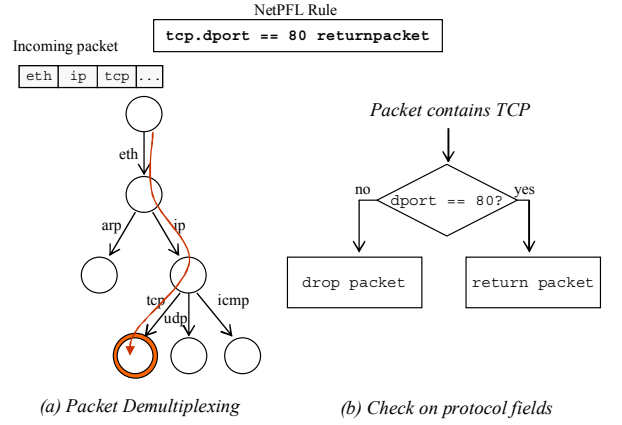 NetPFL Rule
tcp.dport == 80 returnpacket
Incoming packet
eth ip tcp ...
eth
arp ip
tcp udp icmp
(a) Packet Demultiplexing
Packet contains TCP
no yes
dport == 80?
drop packet return packet
(b) Check on protocol fields